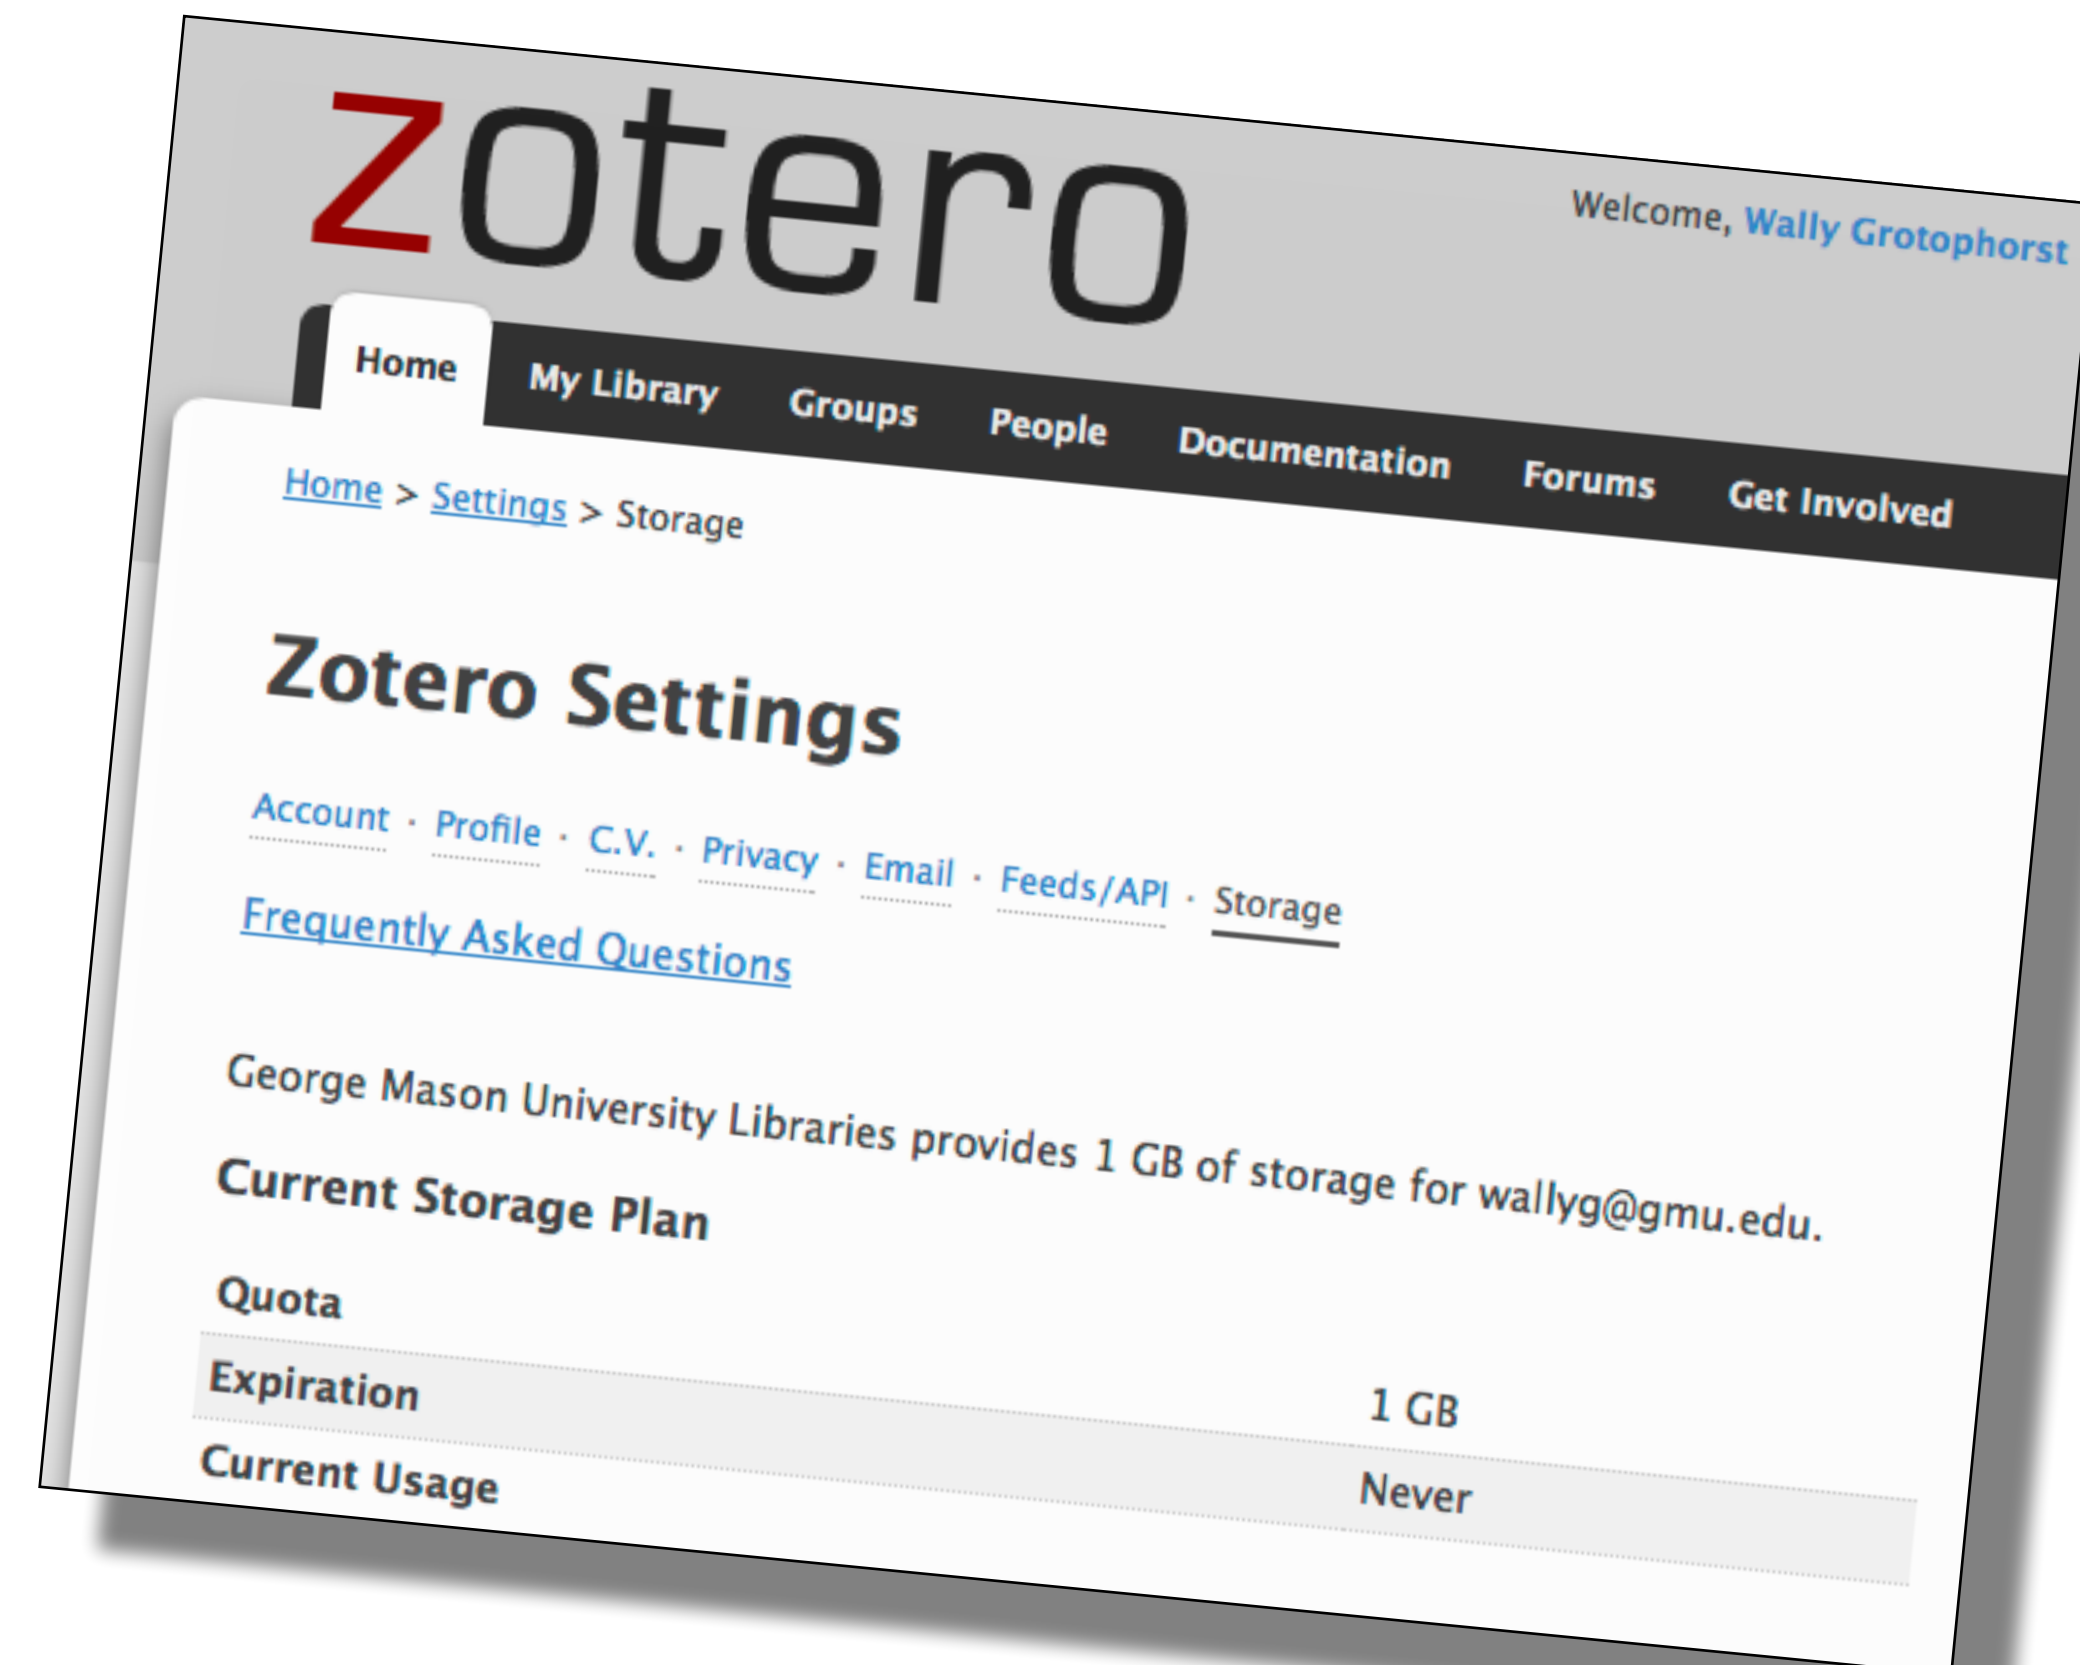 zotero
Welcome, Wally Grotophorst
Home My Library Groups People Documentation Forums Get Involved
Home > Settings > Storage
Zotero Settings
Account · Profile · C.V. · Privacy · Email · Feeds/API · Storage
Frequently Asked Questions
George Mason University Libraries provides 1 GB of storage for wallyg@gmu.edu.
Current Storage Plan
Quota 1 GB
Expiration Never
Current Usage